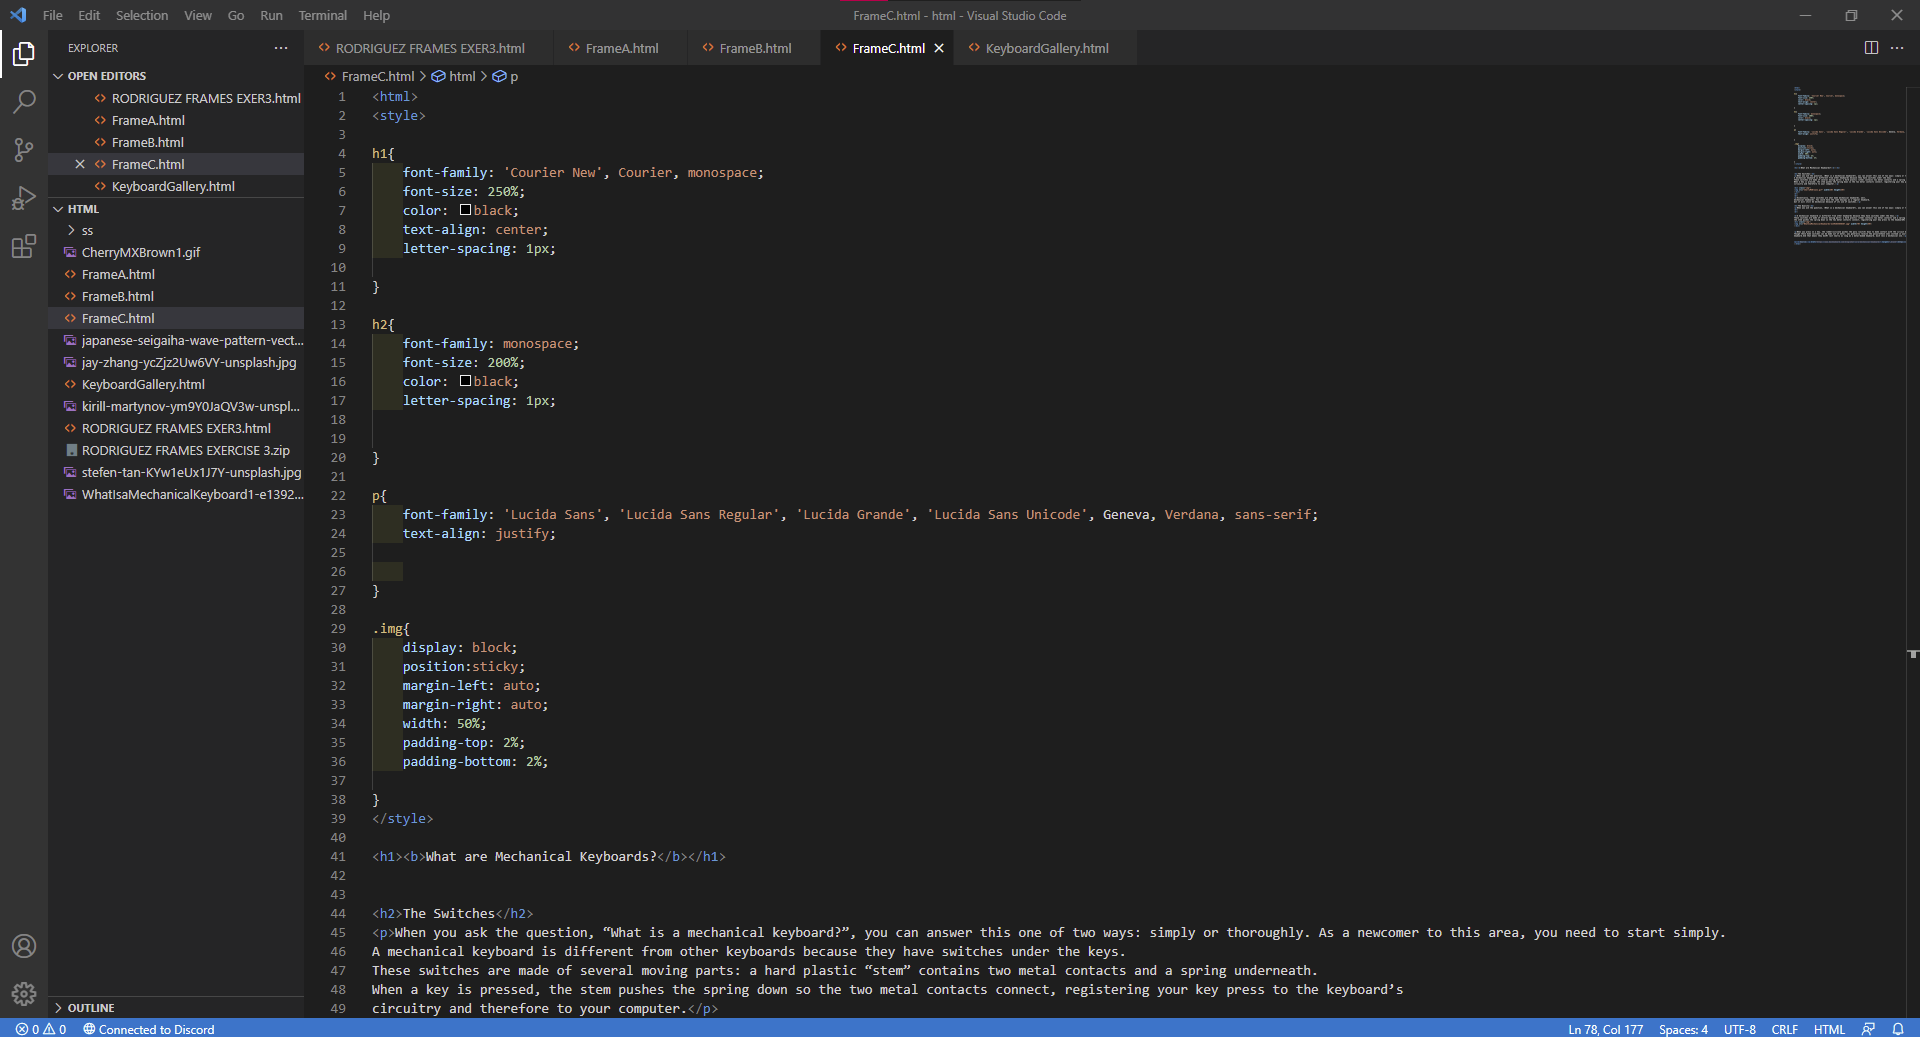 File Edit Selection View Go Run Terminal Help
FrameC.html - html - Visual Studio Code
EXPLORER
OPEN EDITORS
RODRIGUEZ FRAMES EXER3.html
FrameA.html
FrameB.html
FrameC.html
KeyboardGallery.html
HTML
ss
CherryMXBrown1.gif
FrameA.html
FrameB.html
FrameC.html
japanese-seigaiha-wave-pattern-vect...
jay-zhang-ycZjz2Uw6VY-unsplash.jpg
KeyboardGallery.html
kirill-martynov-ym9Y0JaQV3w-unspl...
RODRIGUEZ FRAMES EXER3.html
RODRIGUEZ FRAMES EXERCISE 3.zip
stefen-tan-KYw1eUx1J7Y-unsplash.jpg
WhatIsaMechanicalKeyboard1-e1392...
OUTLINE
RODRIGUEZ FRAMES EXER3.html FrameA.html FrameB.html FrameC.html KeyboardGallery.html
FrameC.html > html > p
1 <html>
2 <style>
3
4 h1{
5 font-family: 'Courier New', Courier, monospace;
6 font-size: 250%;
7 color: black;
8 text-align: center;
9 letter-spacing: 1px;
10
11 }
12
13 h2{
14 font-family: monospace;
15 font-size: 200%;
16 color: black;
17 letter-spacing: 1px;
18
19
20 }
21
22 p{
23 font-family: 'Lucida Sans', 'Lucida Sans Regular', 'Lucida Grande', 'Lucida Sans Unicode', Geneva, Verdana, sans-serif;
24 text-align: justify;
25
26
27 }
28
29 .img{
30 display: block;
31 position:sticky;
32 margin-left: auto;
33 margin-right: auto;
34 width: 50%;
35 padding-top: 2%;
36 padding-bottom: 2%;
37
38 }
39 </style>
40
41 <h1><b>What are Mechanical Keyboards?</b></h1>
42
43
44 <h2>The Switches</h2>
45 <p>When you ask the question, “What is a mechanical keyboard?”, you can answer this one of two ways: simply or thoroughly. As a newcomer to this area, you need to start simply.
46 A mechanical keyboard is different from other keyboards because they have switches under the keys.
47 These switches are made of several moving parts: a hard plastic “stem” contains two metal contacts and a spring underneath.
48 When a key is pressed, the stem pushes the spring down so the two metal contacts connect, registering your key press to the keyboard’s
49 circuitry and therefore to your computer.</p>
0 0 Connected to Discord Ln 78, Col 177 Spaces: 4 UTF-8 CRLF HTML